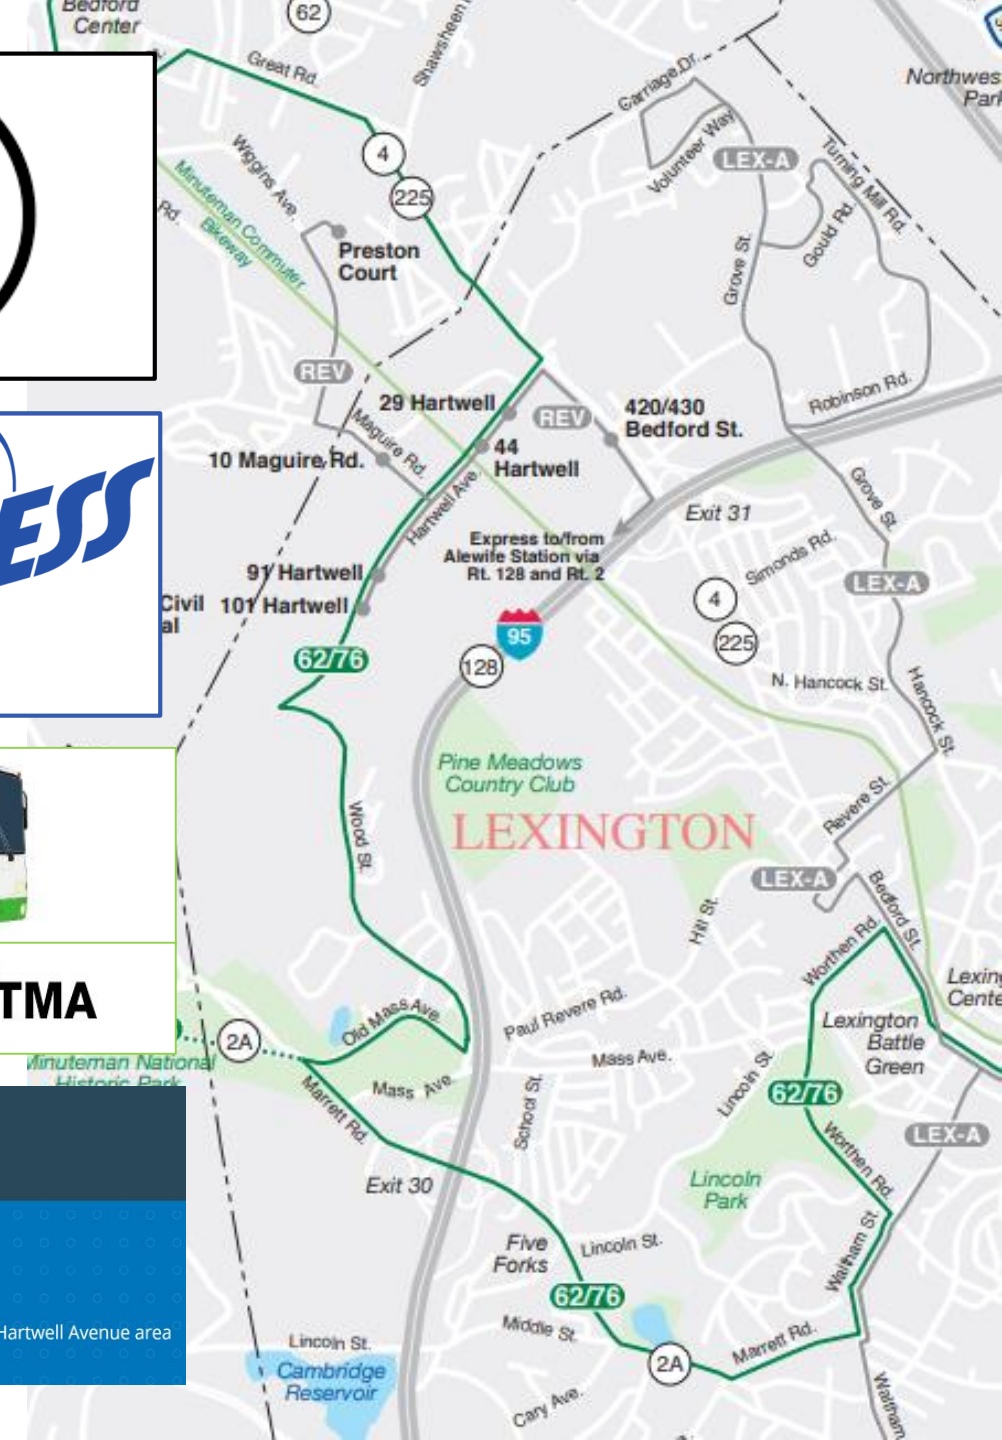 Bedford
Center
62
Great Rd.
Carriage Dr.
Northwes
Park
4
225
Wiggins Ave.
Minuteman Commuter
Bikeway
Rd.
Volunteer Way
LEX-A
Turning Mill Rd.
Gould Rd.
Grove St.
Preston
Court
REV
29 Hartwell
REV
420/430
Bedford St.
Robinson Rd.
10 Maguire Rd.
Maguire Rd.
44
Hartwell
Hartwell Ave.
ESS
Grove St.
Exit 31
Express to/from
Alewife Station via
Rt. 128 and Rt. 2
Simonds Rd.
LEX-A
91 Hartwell
Civil
al
101 Hartwell
4
95
225
62/76
128
N. Hancock St.
Hancock St.
Pine Meadows
Country Club
LEXINGTON
Revere St.
Wood St.
LEX-A
Bedford St.
Hill St.
Worthen Rd.
TMA
Lexing
Cente
Old Mass Ave.
Paul Revere Rd.
Lexington
Battle
Green
2A
Minuteman National
Historic Park
Mass Ave.
Mass Ave.
Marrett Rd.
Lincoln St.
School St.
62/76
LEX-A
Worthen Rd.
Exit 30
Lincoln
Park
Five
Forks
Lincoln St.
Waltham St.
62/76
Middle St.
Hartwell Avenue area
Lincoln St.
Marrett Rd.
2A
Cambridge
Reservoir
Cary Ave.
Waltham